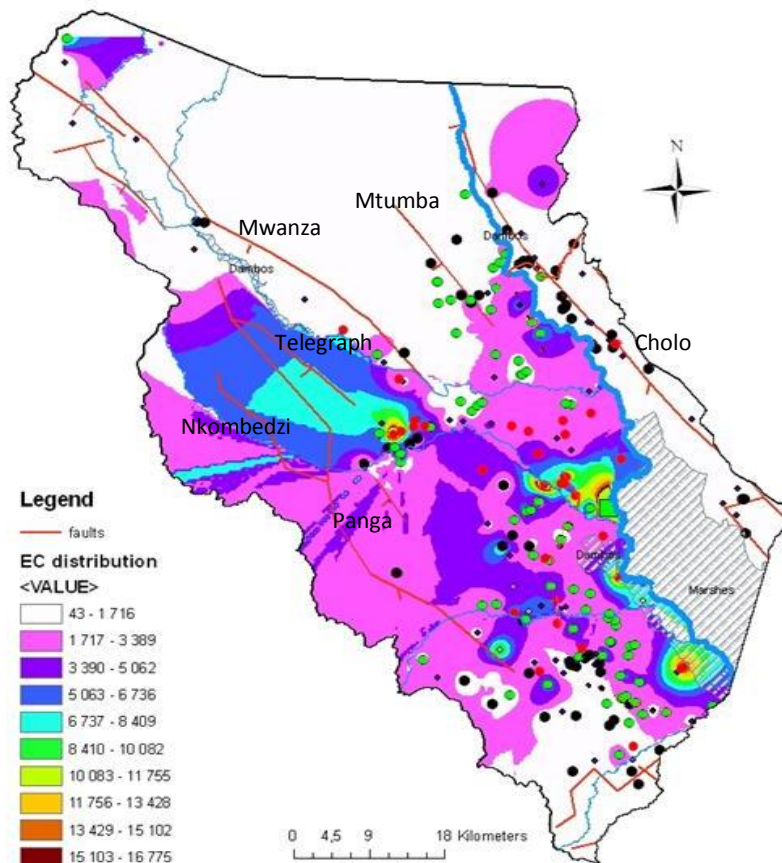 N
Mtumba
Mwanza
Dambos
Dambos
Telegraph
Cholo
Nkombedzi
Panga
Dambos
Marshes
Legend
faults
EC distribution
<VALUE>
43 - 1 716
1 717 - 3 389
3 390 - 5 062
5 063 - 6 736
6 737 - 8 409
8 410 - 10 082
10 083 - 11 755
11 756 - 13 428
13 429 - 15 102
15 103 - 16 775
0 4,5 9 18 Kilometers